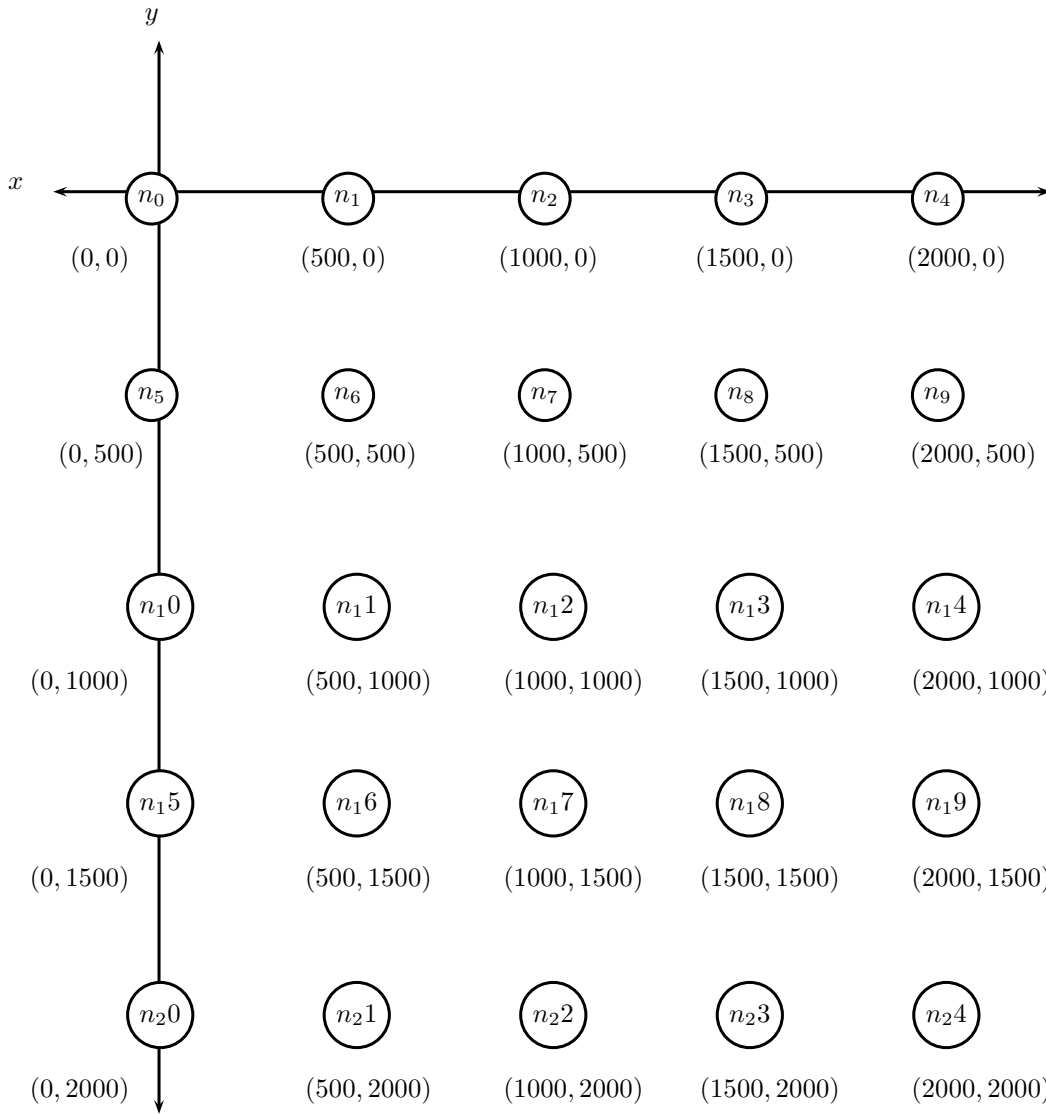 y
x
n₀ n₁ n₂ n₃ n₄
(0, 0) (500, 0) (1000, 0) (1500, 0) (2000, 0)
n₅ n₆ n₇ n₈ n₉
(0, 500) (500, 500) (1000, 500) (1500, 500) (2000, 500)
n₁0 n₁1 n₁2 n₁3 n₁4
(0, 1000) (500, 1000) (1000, 1000) (1500, 1000) (2000, 1000)
n₁5 n₁6 n₁7 n₁8 n₁9
(0, 1500) (500, 1500) (1000, 1500) (1500, 1500) (2000, 1500)
n₂0 n₂1 n₂2 n₂3 n₂4
(0, 2000) (500, 2000) (1000, 2000) (1500, 2000) (2000, 2000)